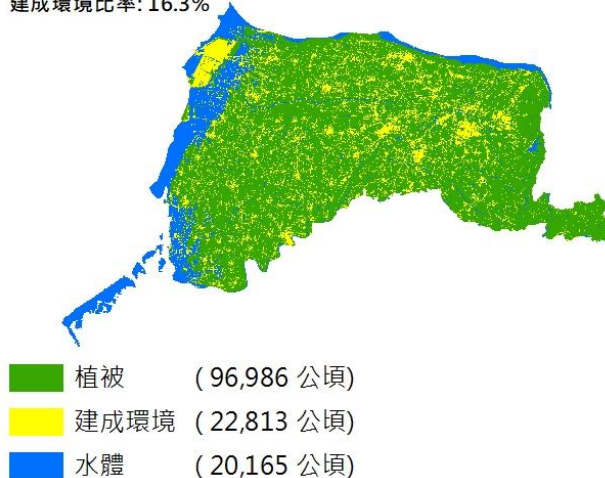 建成環境比率: 16.3%
植被 ( 96,986 公頃)
建成環境 ( 22,813 公頃)
水體 ( 20,165 公頃)